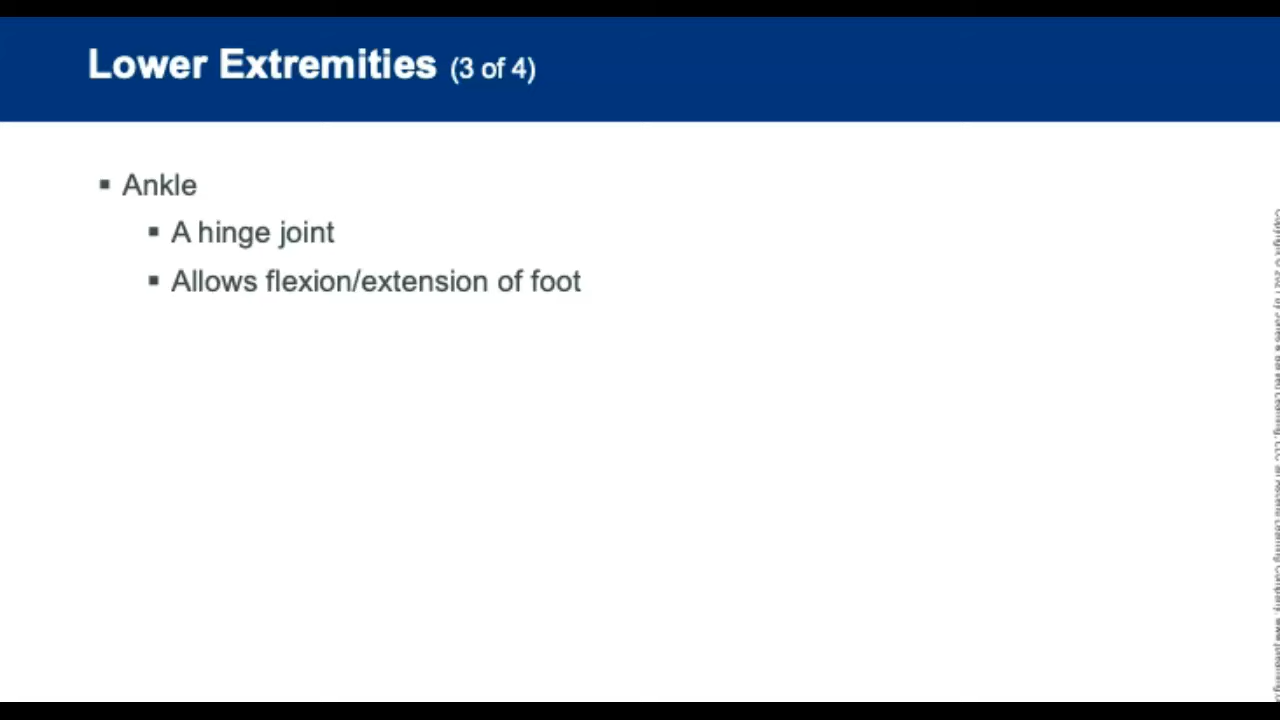 Lower Extremities (3 of 4)
▪ Ankle
▪ A hinge joint
▪ Allows flexion/extension of foot